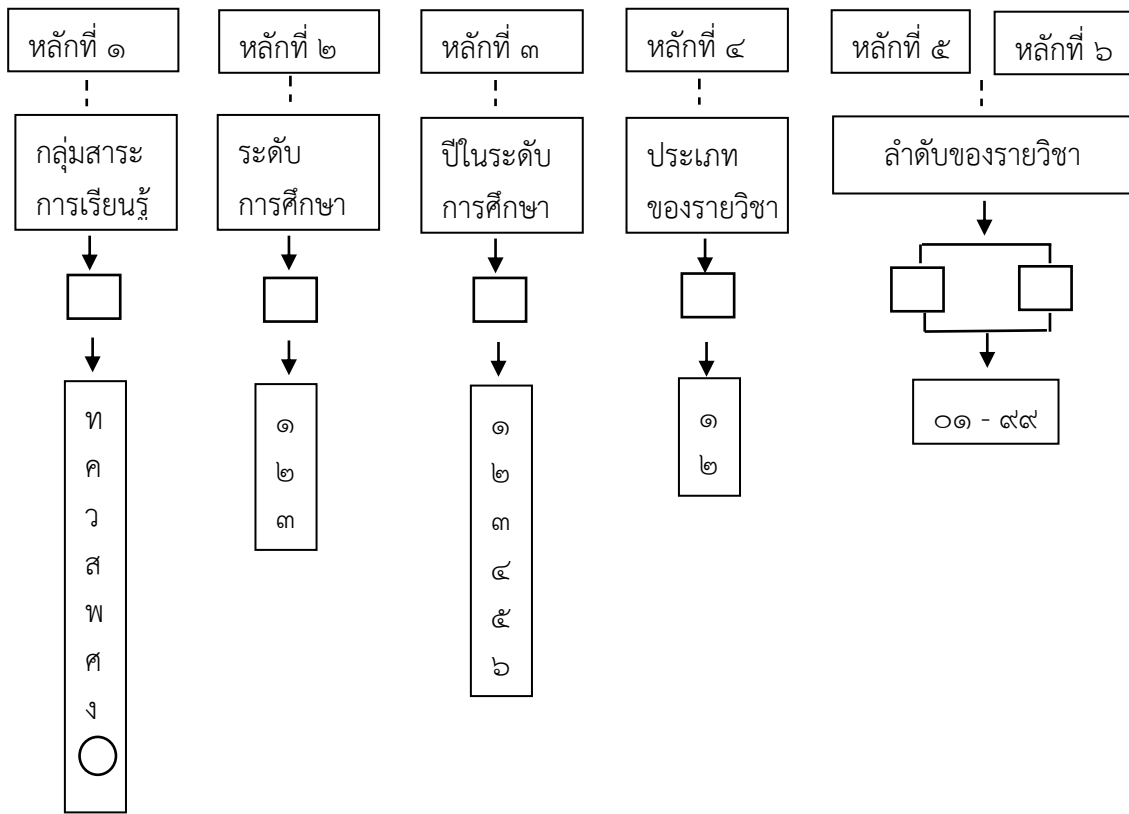 หลักที่ ๑
หลักที่ ๒
หลักที่ ๓
หลักที่ ๔
หลักที่ ๕
หลักที่ ๖
กลุ่มสาระ
การเรียนรู้
ระดับ
การศึกษา
ปีในระดับ
การศึกษา
ประเภท
ของรายวิชา
ลำดับของรายวิชา
ท
ค
ว
ส
พ
ศ
ง
๑
๒
๓
๑
๒
๓
๔
๕
๖
๑
๒
๐๑ - ๙๙